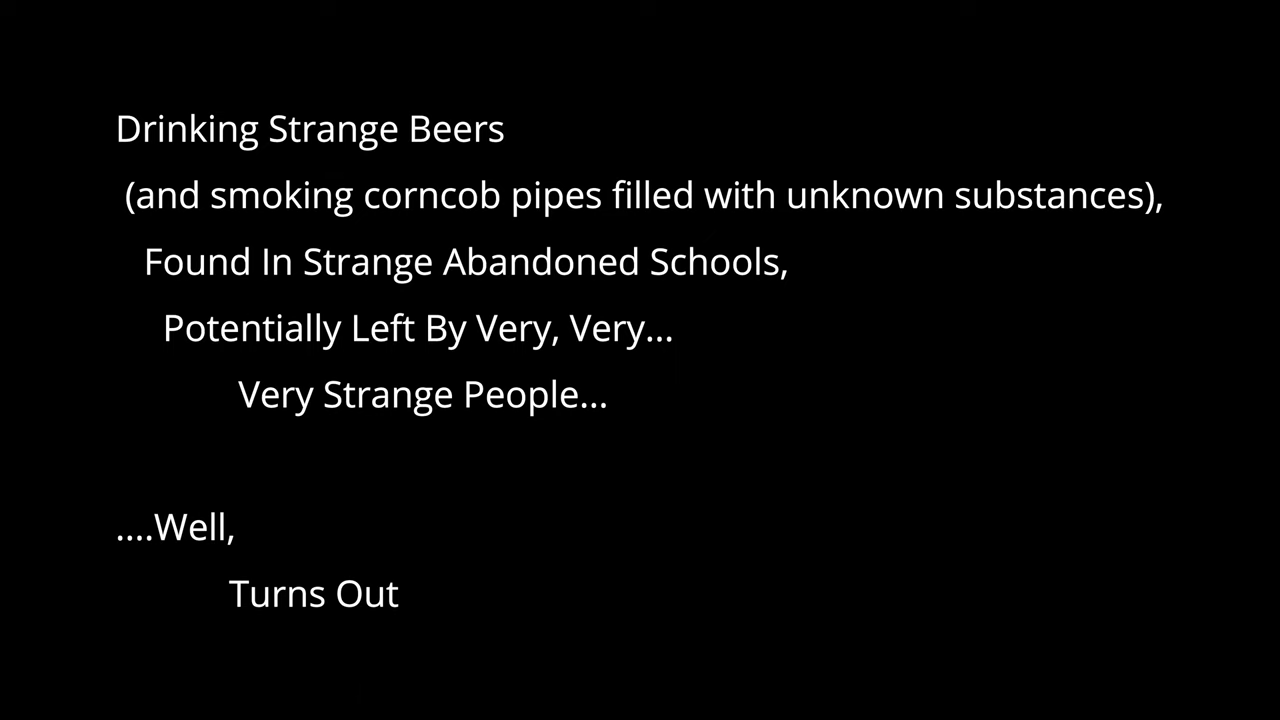 Drinking Strange Beers
(and smoking corncob pipes filled with unknown substances),
Found In Strange Abandoned Schools,
Potentially Left By Very, Very...
Very Strange People...
....Well,
Turns Out